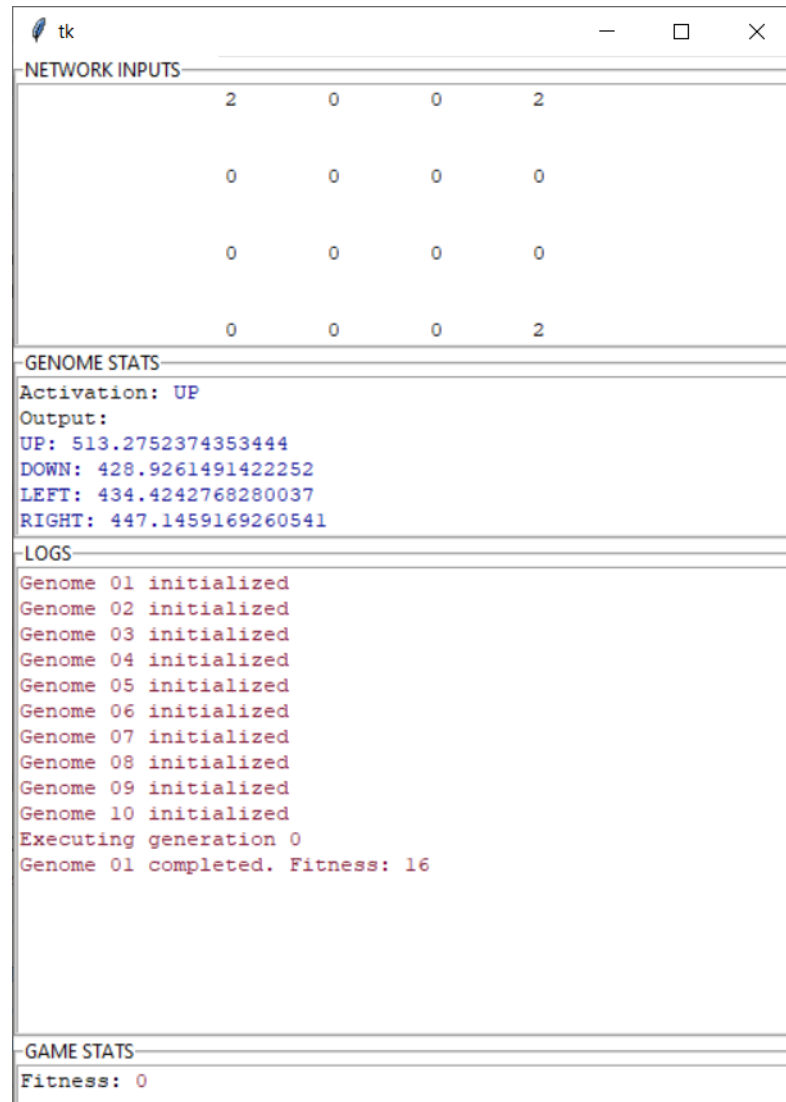 tk
NETWORK INPUTS
2 0 0 2
0 0 0 0
0 0 0 0
0 0 0 2
GENOME STATS
Activation: UP
Output:
UP: 513.2752374353444
DOWN: 428.9261491422252
LEFT: 434.4242768280037
RIGHT: 447.1459169260541
LOGS
Genome 01 initialized
Genome 02 initialized
Genome 03 initialized
Genome 04 initialized
Genome 05 initialized
Genome 06 initialized
Genome 07 initialized
Genome 08 initialized
Genome 09 initialized
Genome 10 initialized
Executing generation 0
Genome 01 completed. Fitness: 16
GAME STATS
Fitness: 0